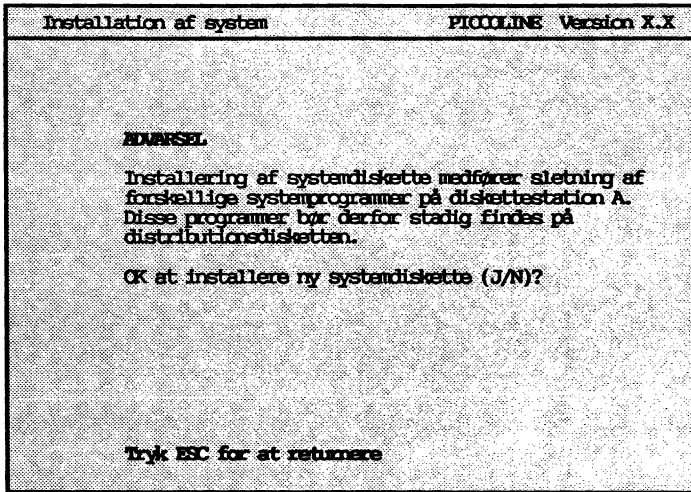 Installation af system PICCOLINE Version X.X
ADVARSEL
Installering af systemdiskette medfører sletning af
forskellige systemprogrammer på diskettestation A.
Disse programmer bør derfor stadig findes på
distributionsdisketten.
OK at installere ny systemdiskette (J/N)?
Tryk ESC for at returnere